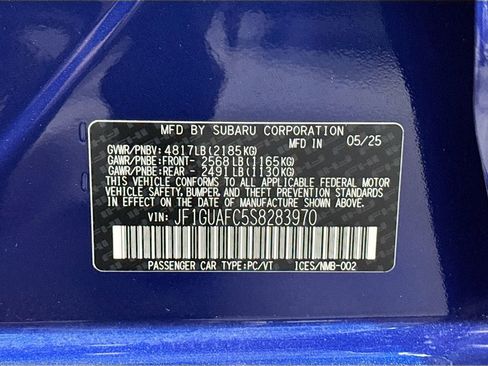 MFD BY SUBARU CORPORATION
MFD IN 05/25
GVWR/PNBV: 4817LB(2185KG)
GAWR/PNBE:FRONT- 2568LB(1165KG)
GAWR/PNBE:REAR - 2491LB(1130KG)
THIS VEHICLE CONFORMS TO ALL APPLICABLE FEDERAL MOTOR
VEHICLE SAFETY, BUMPER, AND THEFT PREVENTION STANDARDS
IN EFFECT ON THE DATE OF MANUFACTURE SHOWN ABOVE.
VIN: JF1GUAFC5S8283970
PASSENGER CAR TYPE:PC/VT ICES/NMB-002